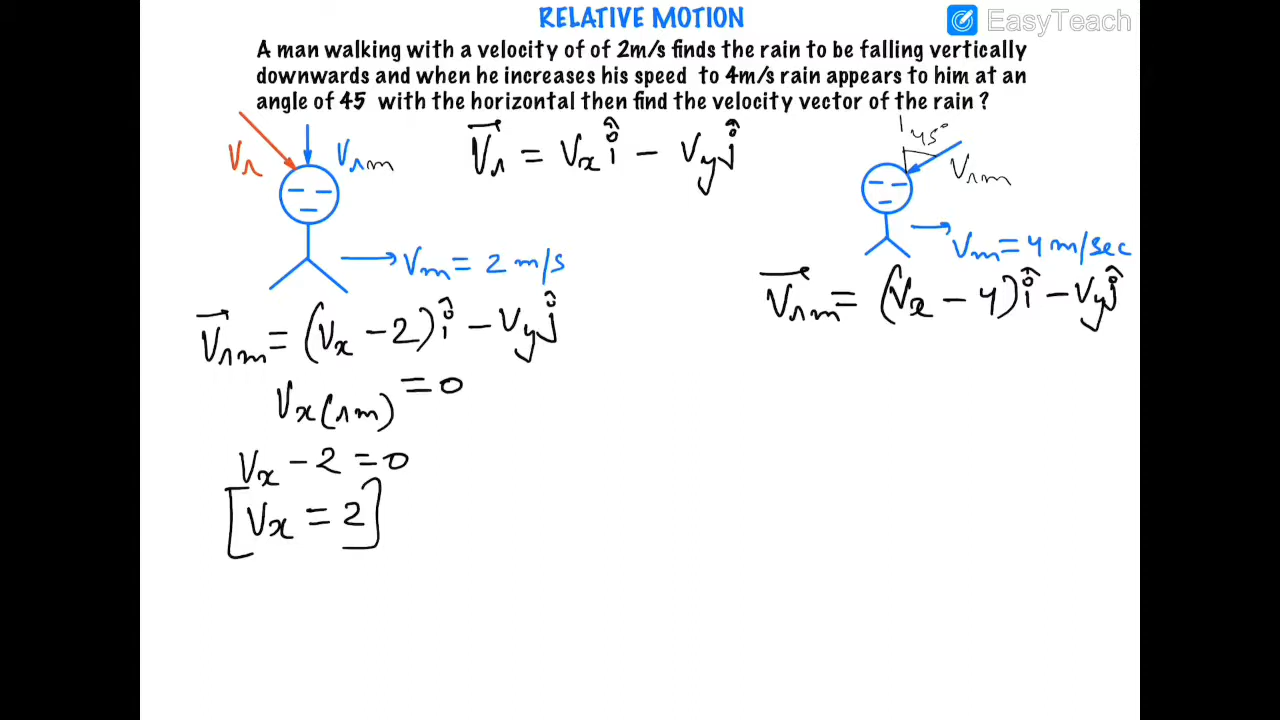 RELATIVE MOTION
EasyTeach
A man walking with a velocity of of 2m/s finds the rain to be falling vertically
downwards and when he increases his speed to 4m/s rain appears to him at an
angle of 45 with the horizontal then find the velocity vector of the rain ?
V⃗r = Vx î − Vy ĵ
Vr
Vrm
45°
Vrm
Vm = 2 m/s
Vm = 4 m/sec
V⃗rm = (Vx − 2) î − Vy ĵ
V⃗rm = (Vx − 4) î − Vy ĵ
Vx(rm) = 0
Vx − 2 = 0
[Vx = 2]